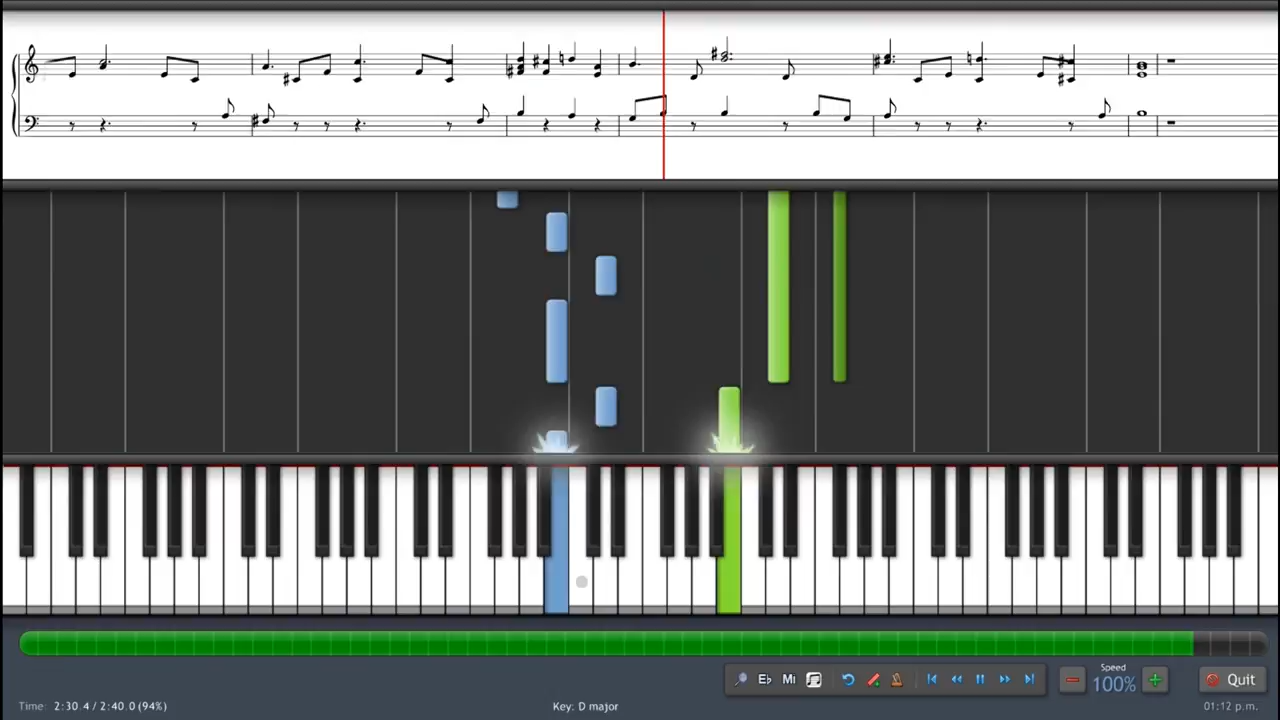 Eb Mi
Speed
100%
Quit
Time: 2:30.4 / 2:40.0 (94%)
Key: D major
01:12 p.m.